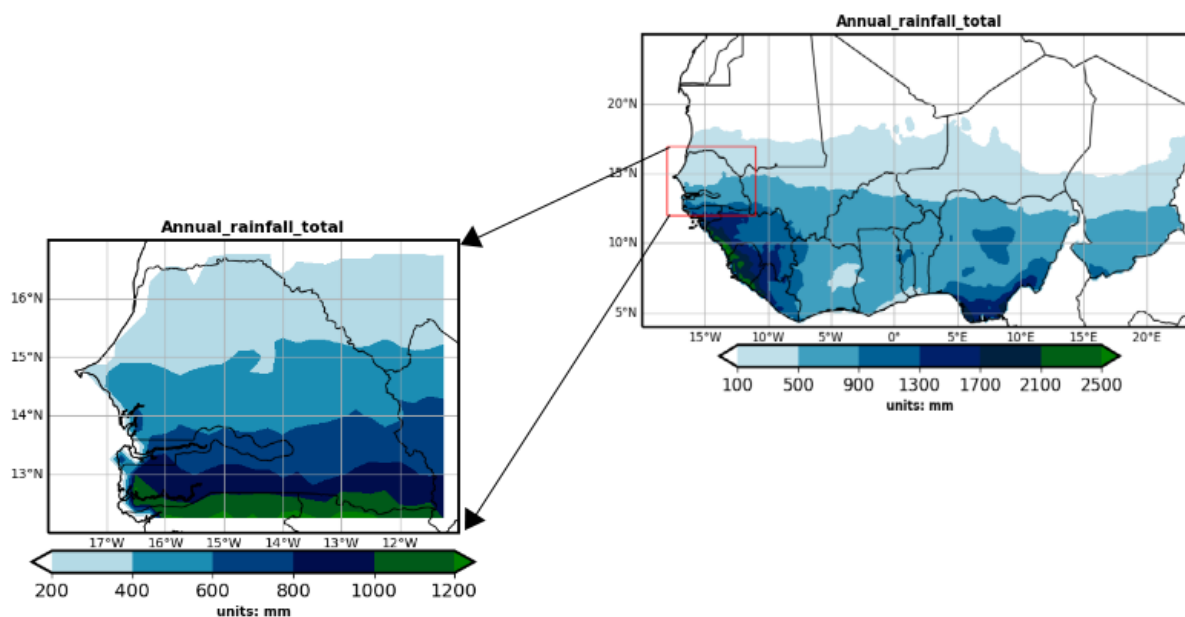 Annual_rainfall_total
20°N
15°N
10°N
5°N
15°W 10°W 5°W 0° 5°E 10°E 15°E 20°E
100 500 900 1300 1700 2100 2500
units: mm
Annual_rainfall_total
16°N
15°N
14°N
13°N
17°W 16°W 15°W 14°W 13°W 12°W
200 400 600 800 1000 1200
units: mm